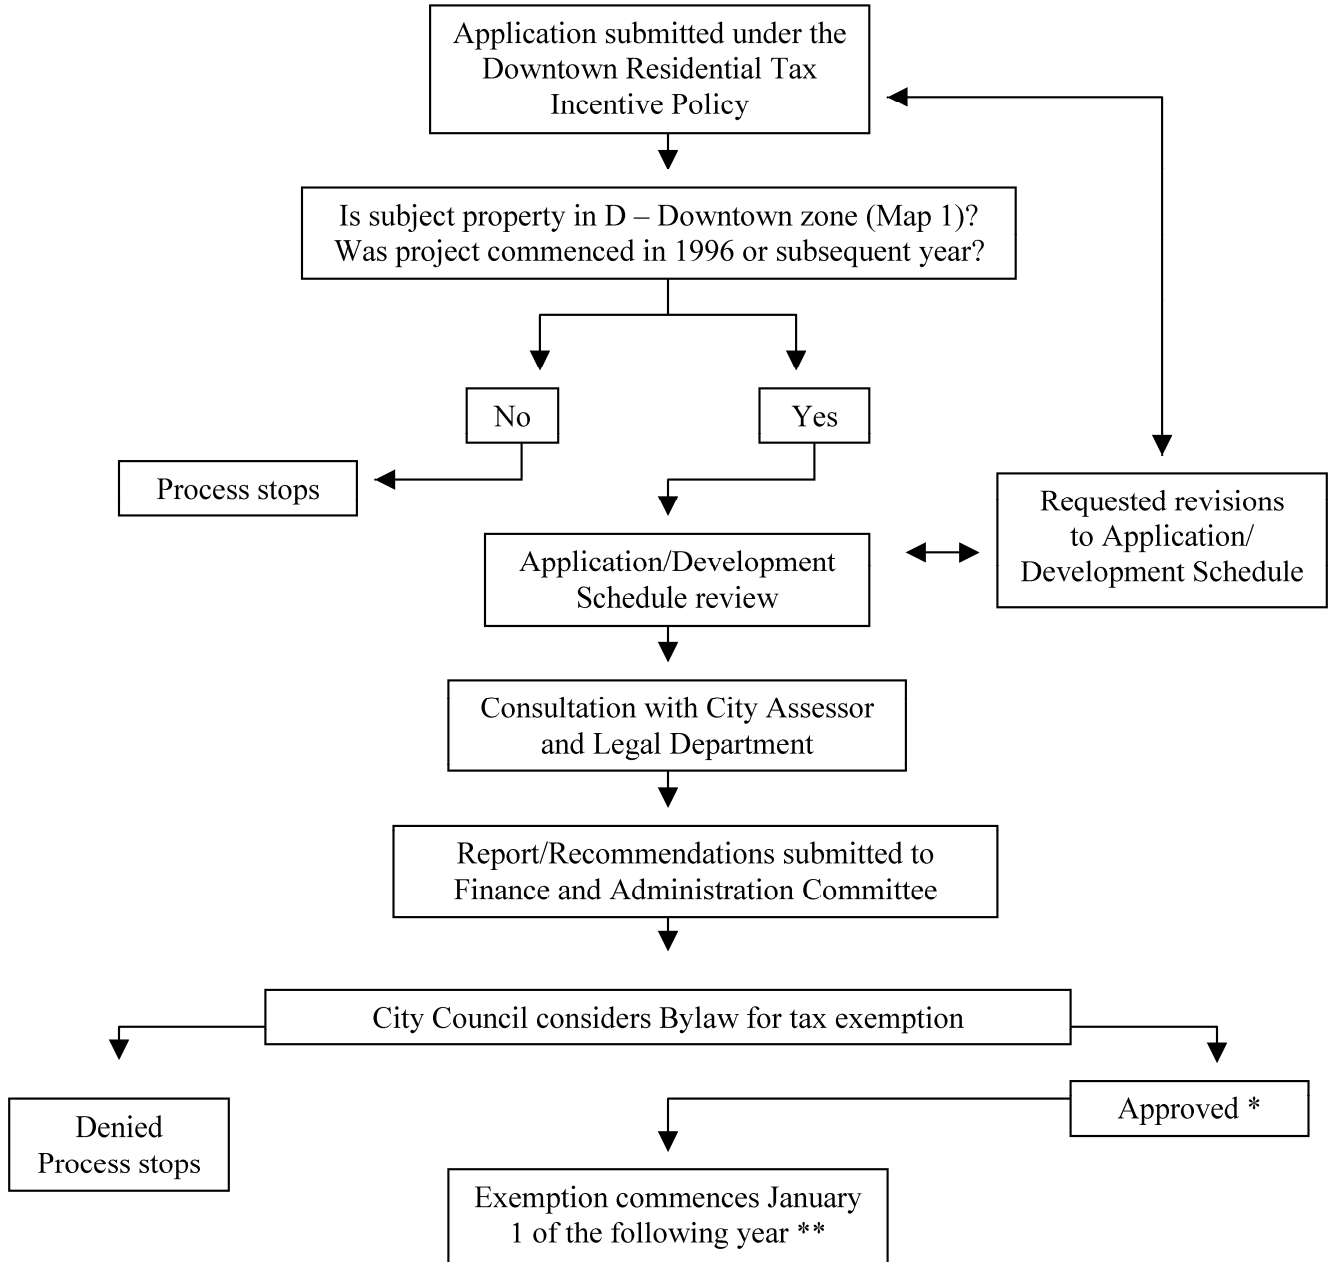 Application submitted under the
Downtown Residential Tax
Incentive Policy
Is subject property in D – Downtown zone (Map 1)?
Was project commenced in 1996 or subsequent year?
No
Yes
Process stops
Requested revisions
to Application/
Development Schedule
Application/Development
Schedule review
Consultation with City Assessor
and Legal Department
Report/Recommendations submitted to
Finance and Administration Committee
City Council considers Bylaw for tax exemption
Denied
Process stops
Approved *
Exemption commences January
1 of the following year **